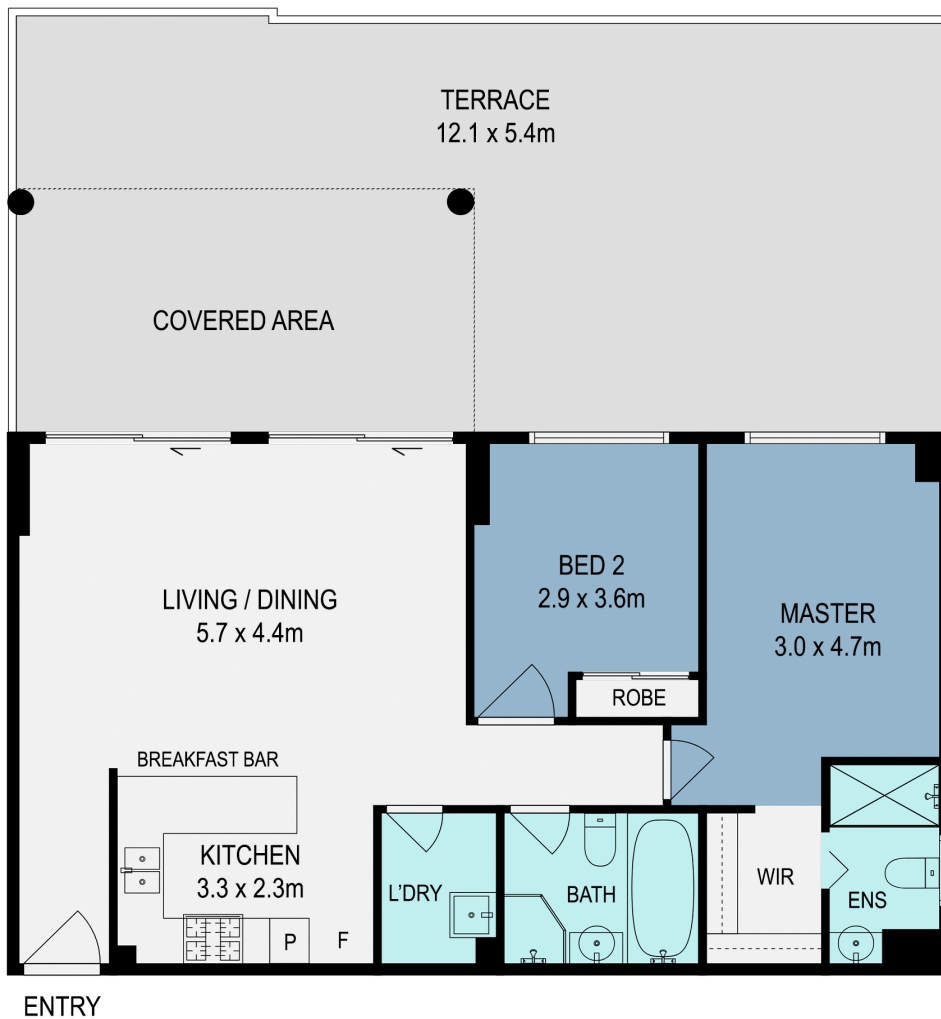 TERRACE
12.1 x 5.4m
COVERED AREA
LIVING / DINING
5.7 x 4.4m
BED 2
2.9 x 3.6m
MASTER
3.0 x 4.7m
ROBE
BREAKFAST BAR
KITCHEN
3.3 x 2.3m
L'DRY
BATH
WIR
ENS
P
F
ENTRY